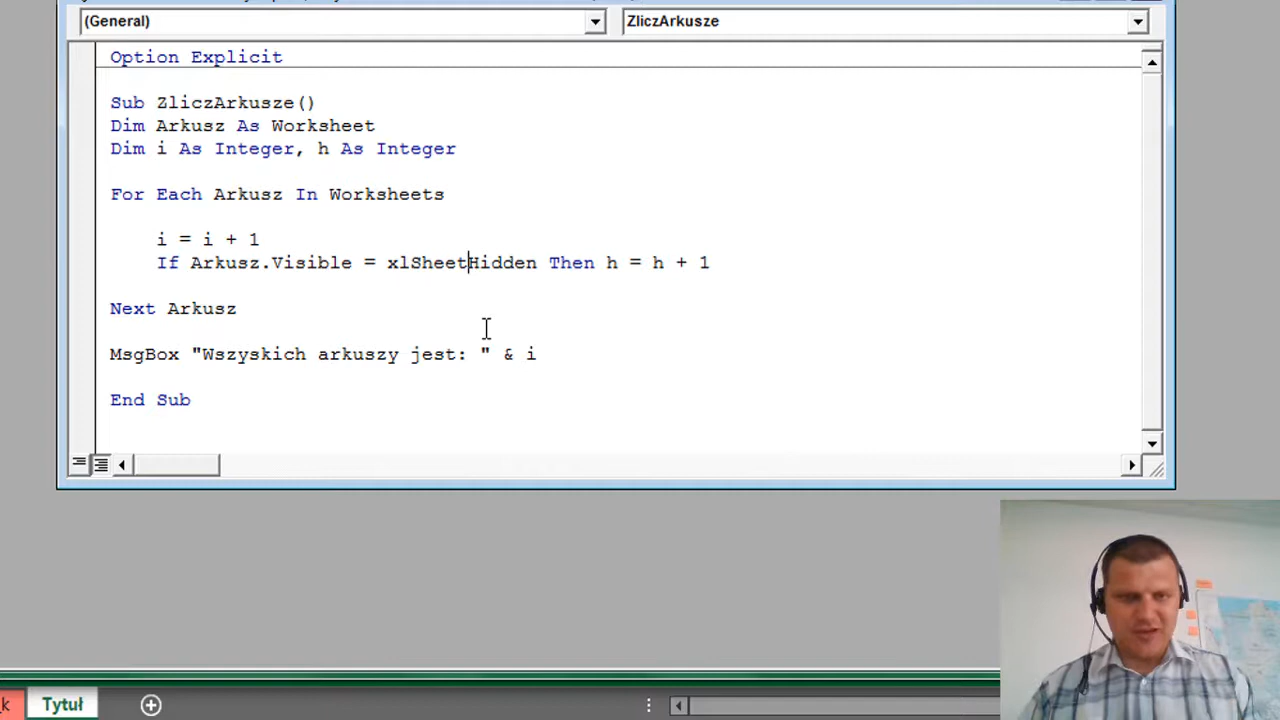 (General) ZliczArkusze
Option Explicit
Sub ZliczArkusze()
Dim Arkusz As Worksheet
Dim i As Integer, h As Integer
For Each Arkusz In Worksheets
i = i + 1
If Arkusz.Visible = xlSheetHidden Then h = h + 1
Next Arkusz
MsgBox "Wszyskich arkuszy jest: " & i
End Sub
k Tytuł